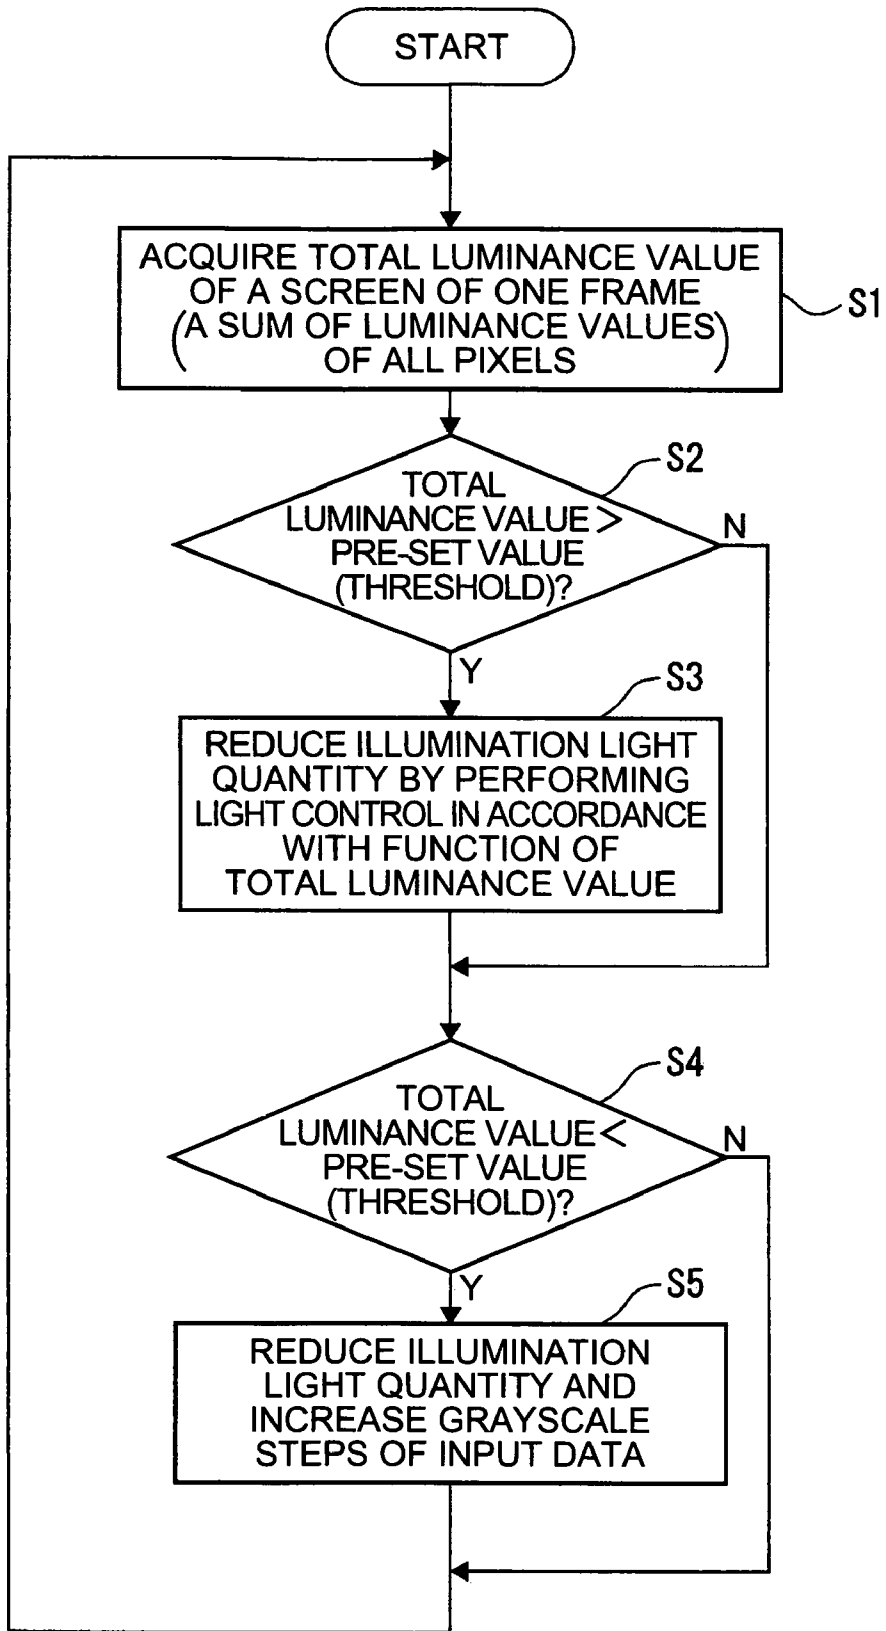 START
ACQUIRE TOTAL LUMINANCE VALUE
OF A SCREEN OF ONE FRAME
(A SUM OF LUMINANCE VALUES
OF ALL PIXELS)
S1
S2
TOTAL
LUMINANCE VALUE >
PRE-SET VALUE
(THRESHOLD)?
N
Y
S3
REDUCE ILLUMINATION LIGHT
QUANTITY BY PERFORMING
LIGHT CONTROL IN ACCORDANCE
WITH FUNCTION OF
TOTAL LUMINANCE VALUE
S4
TOTAL
LUMINANCE VALUE <
PRE-SET VALUE
(THRESHOLD)?
N
Y
S5
REDUCE ILLUMINATION
LIGHT QUANTITY AND
INCREASE GRAYSCALE
STEPS OF INPUT DATA